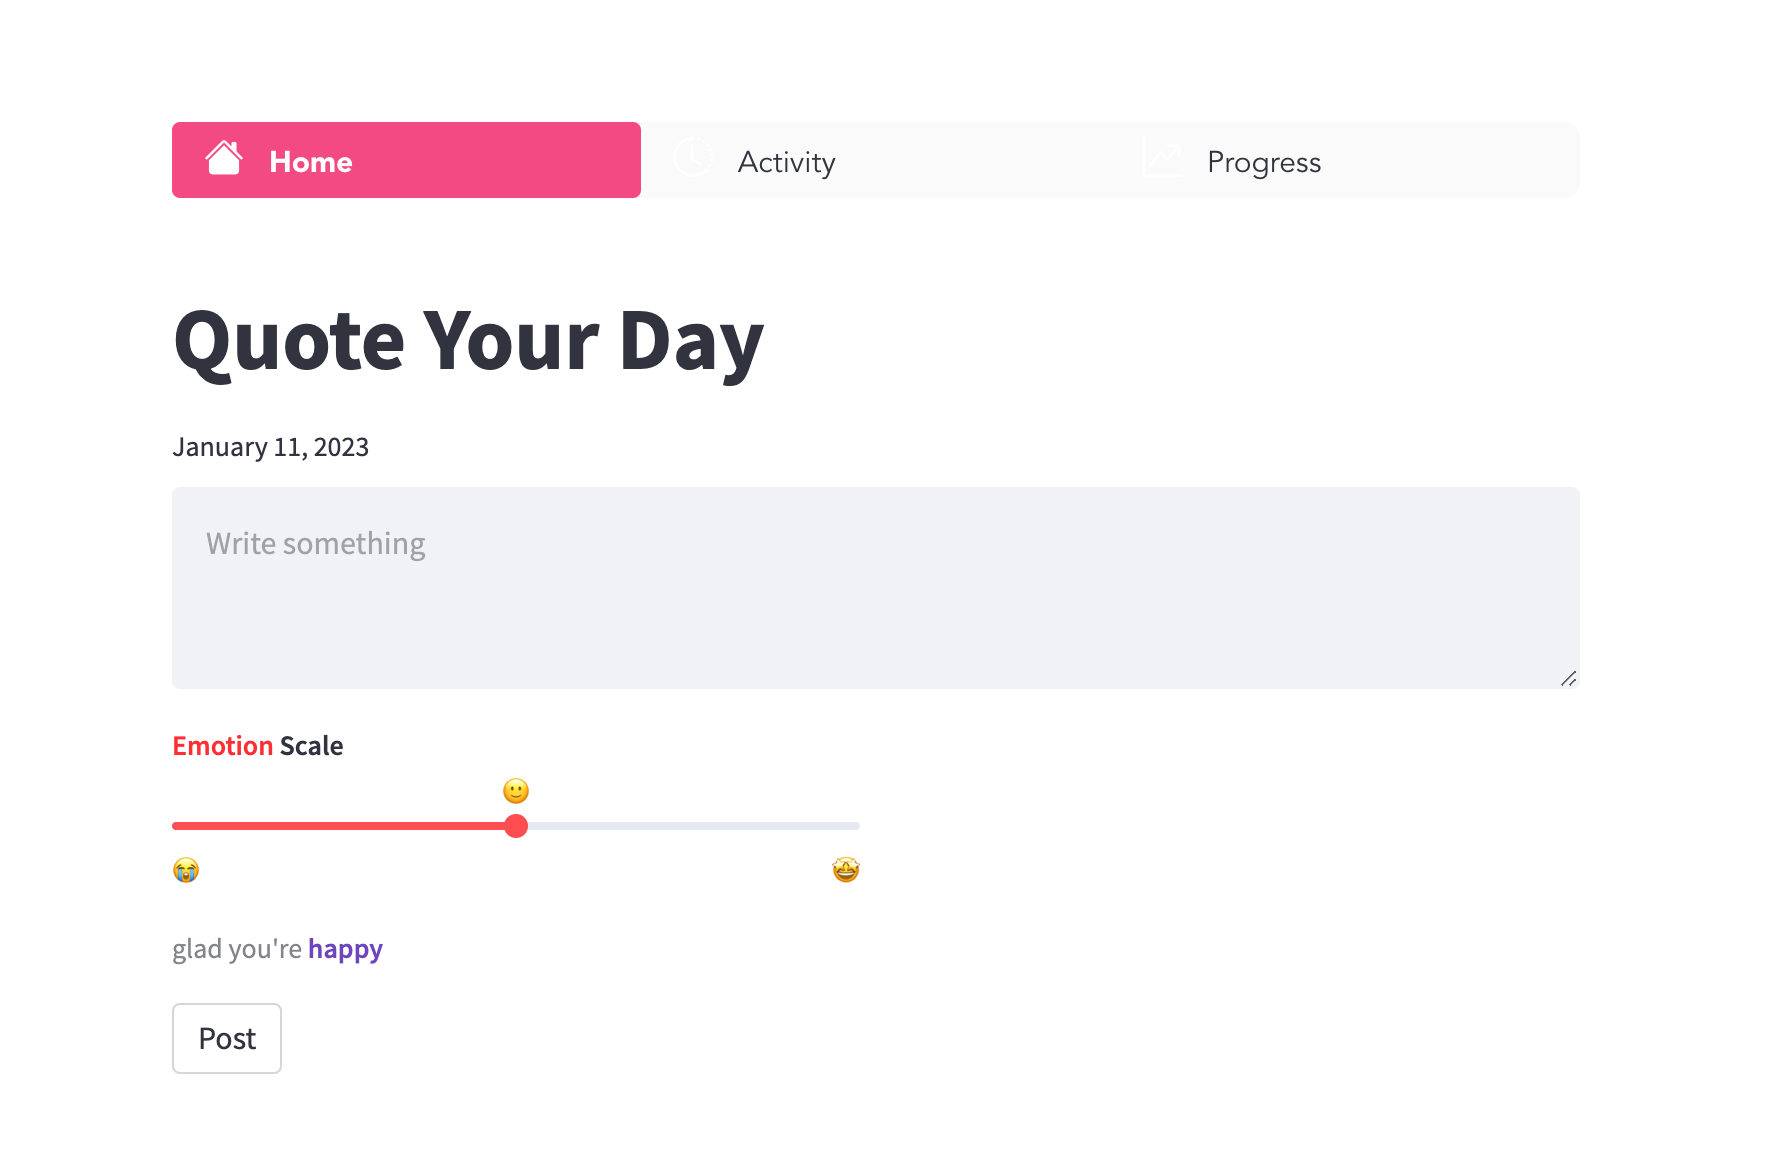 Home Activity Progress
Quote Your Day
January 11, 2023
Write something
Emotion Scale
glad you're happy
Post